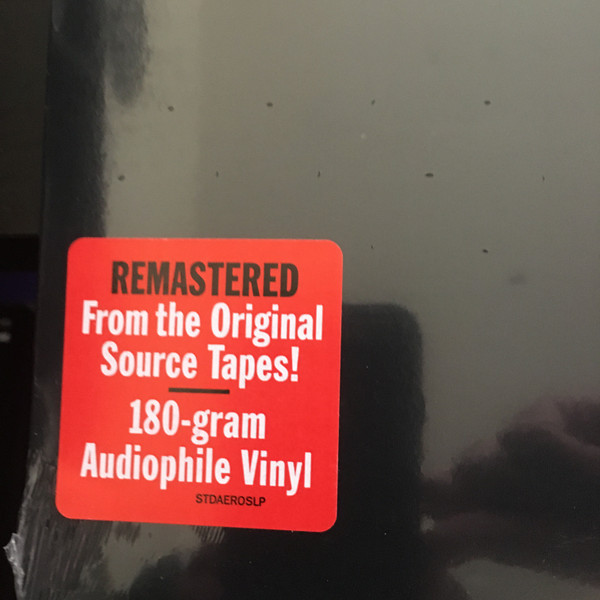 REMASTERED
From the Original
Source Tapes!
180-gram
Audiophile Vinyl
STDAEROSLP